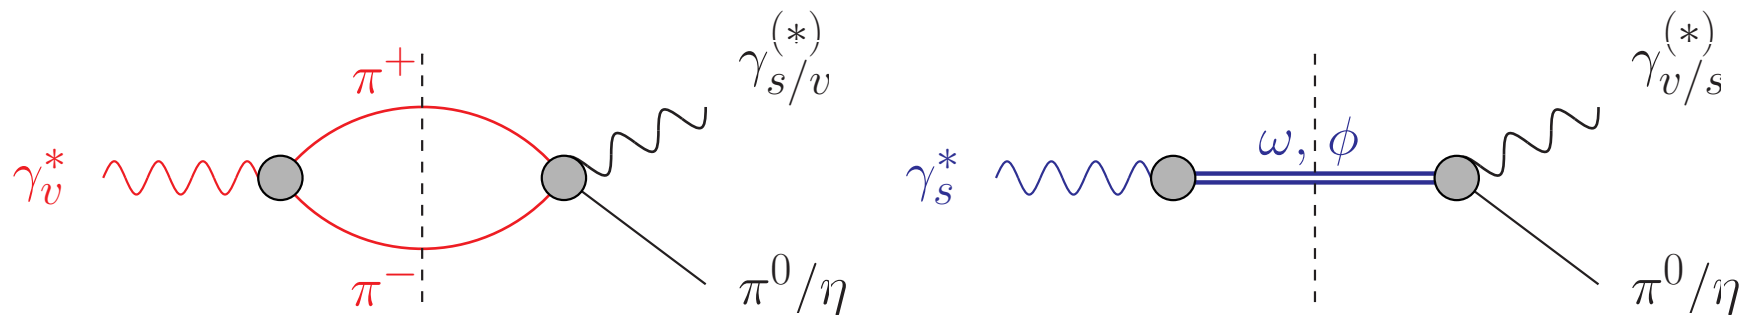 π⁺
γ*ᵥ
π⁻
γ^(*)_{s/v}
π⁰/η
γ*ₛ
ω, ϕ
γ^(*)_{v/s}
π⁰/η